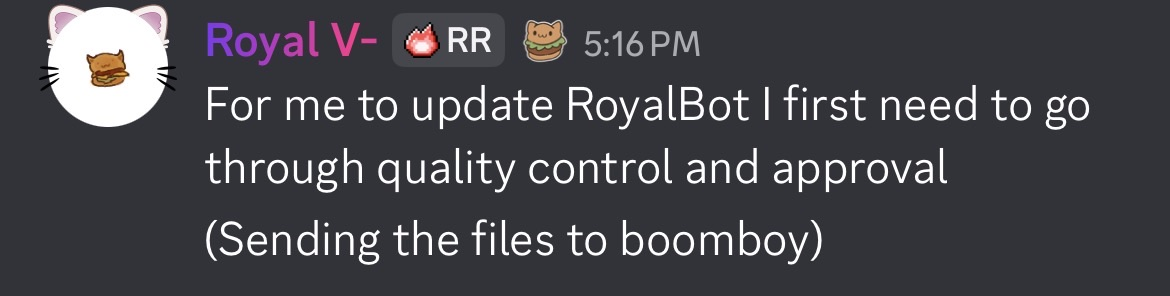 Royal V- RR 5:16 PM
For me to update RoyalBot I first need to go
through quality control and approval
(Sending the files to boomboy)